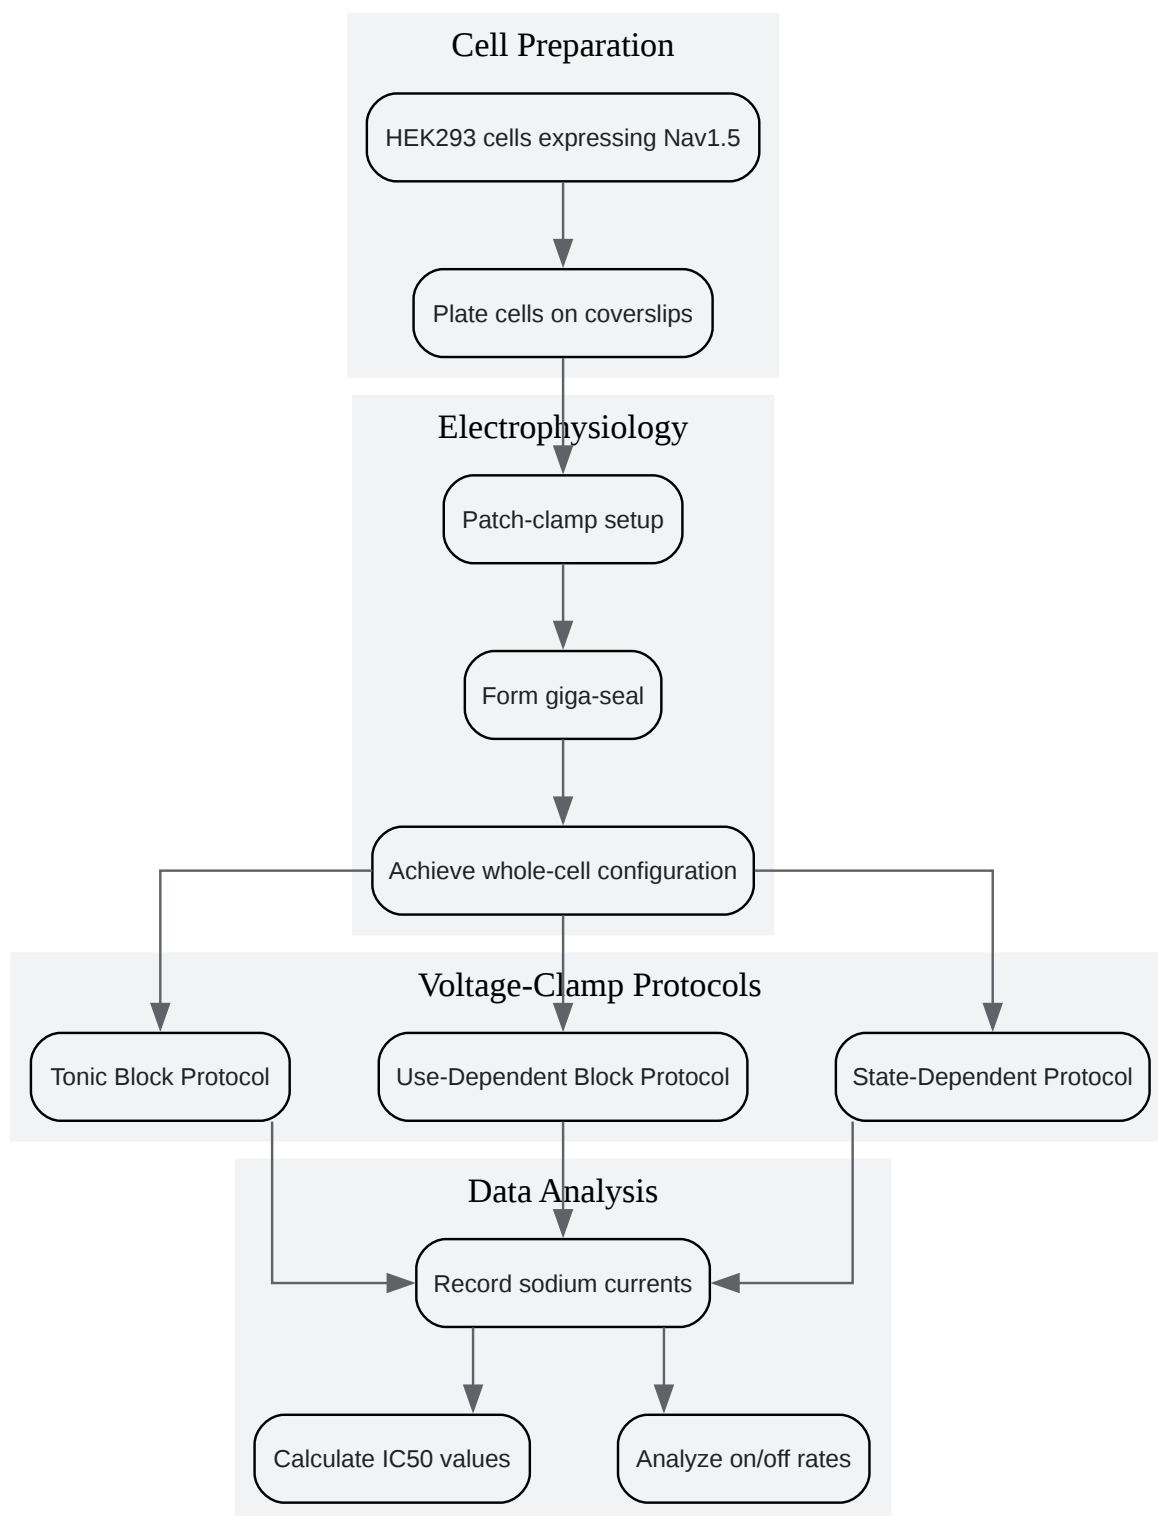 Cell Preparation
HEK293 cells expressing Nav1.5
Plate cells on coverslips
Electrophysiology
Patch-clamp setup
Form giga-seal
Achieve whole-cell configuration
Voltage-Clamp Protocols
Tonic Block Protocol
Use-Dependent Block Protocol
State-Dependent Protocol
Data Analysis
Record sodium currents
Calculate IC50 values
Analyze on/off rates